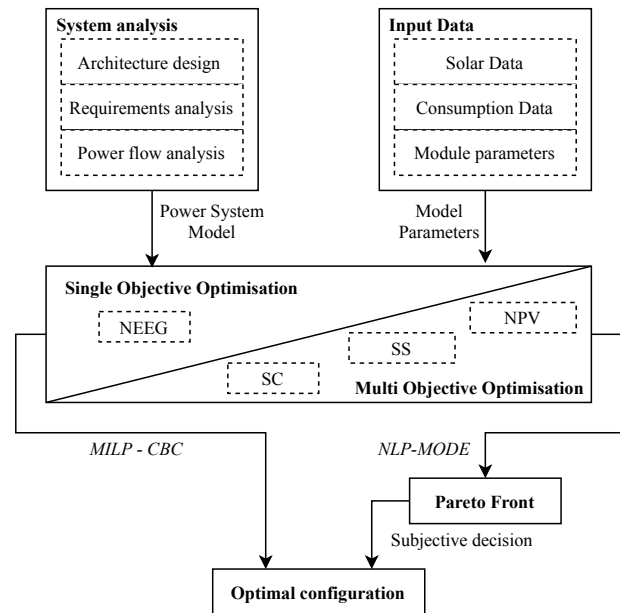 System analysis
Architecture design
Requirements analysis
Power flow analysis
Input Data
Solar Data
Consumption Data
Module parameters
Power System
Model
Model
Parameters
Single Objective Optimisation
NEEG
NPV
SS
SC
Multi Objective Optimisation
MILP - CBC
NLP-MODE
Pareto Front
Subjective decision
Optimal configuration